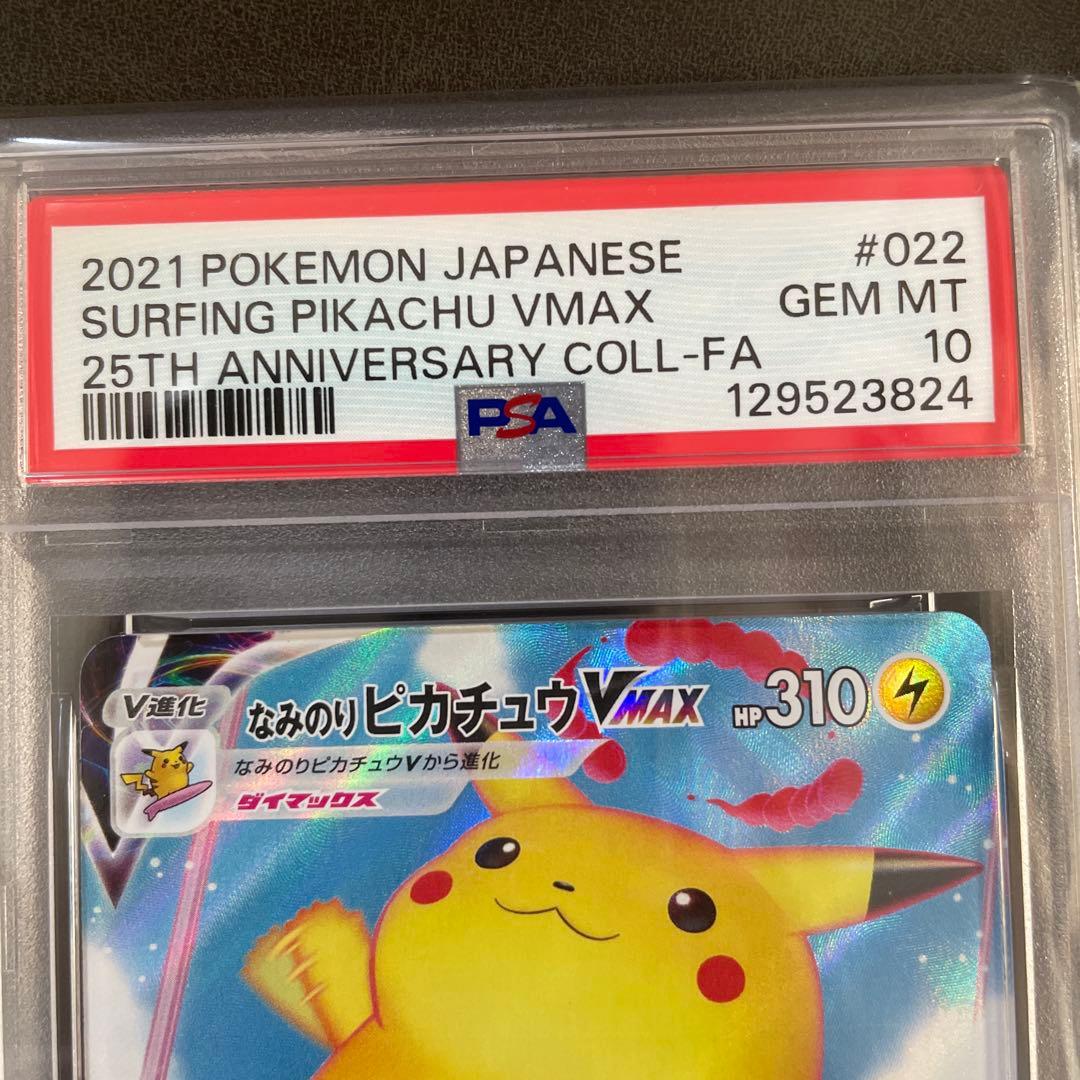 2021 POKEMON JAPANESE #022
SURFING PIKACHU VMAX GEM MT
25TH ANNIVERSARY COLL-FA 10
129523824
PSA
V進化
なみのりピカチュウVMAX HP310
なみのりピカチュウVから進化
ダイマックス